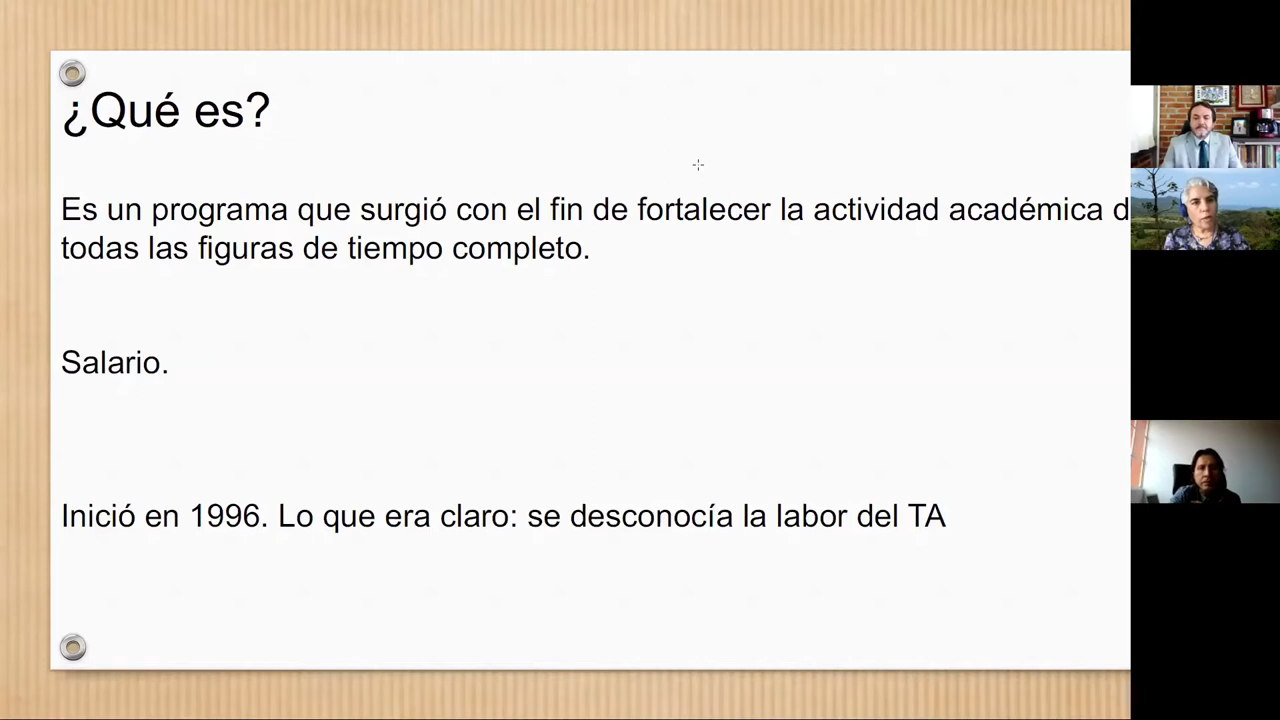 ¿Qué es?
Es un programa que surgió con el fin de fortalecer la actividad académica
todas las figuras de tiempo completo.
Salario.
Inició en 1996. Lo que era claro: se desconocía la labor del TA